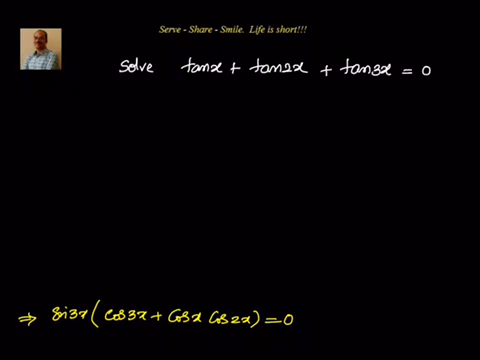 Serve - Share - Smile. Life is short!!!
Solve tanx + tan2x + tan3x = 0
⇒ Sin3x ( Cos3x + Cosx Cos2x ) = 0